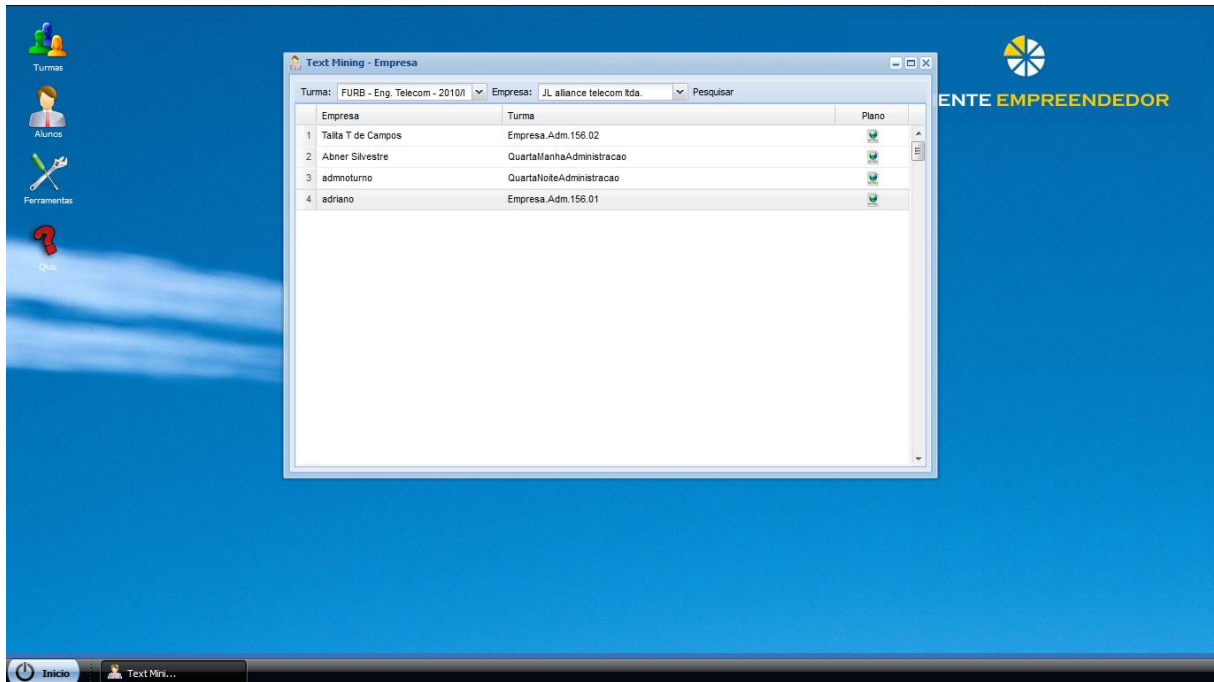 Turmas
Alunos
Ferramentas
Quiz
Text Mining - Empresa
Turma: FURB - Eng. Telecom - 2010/I Empresa: JL alliance telecom ltda. Pesquisar
Empresa Turma Plano
1 Talita T de Campos Empresa.Adm.156.02
2 Abner Silvestre QuartaManhaAdministracao
3 admnoturno QuartaNoiteAdministracao
4 adriano Empresa.Adm.156.01
ENTE EMPREENDEDOR
Inicio Text Mini...